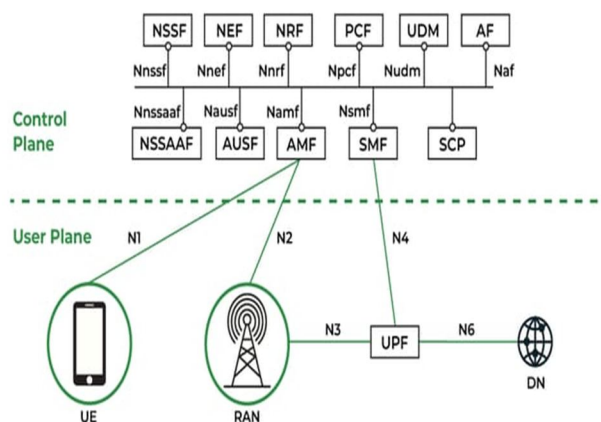 NSSF NEF NRF PCF UDM AF
Nnssf Nnef Nnrf Npcf Nudm Naf
Nnssaaf Nausf Namf Nsmf
Control
Plane
NSSAAF AUSF AMF SMF SCP
User Plane N1 N2 N4
N3 UPF N6
DN
UE RAN